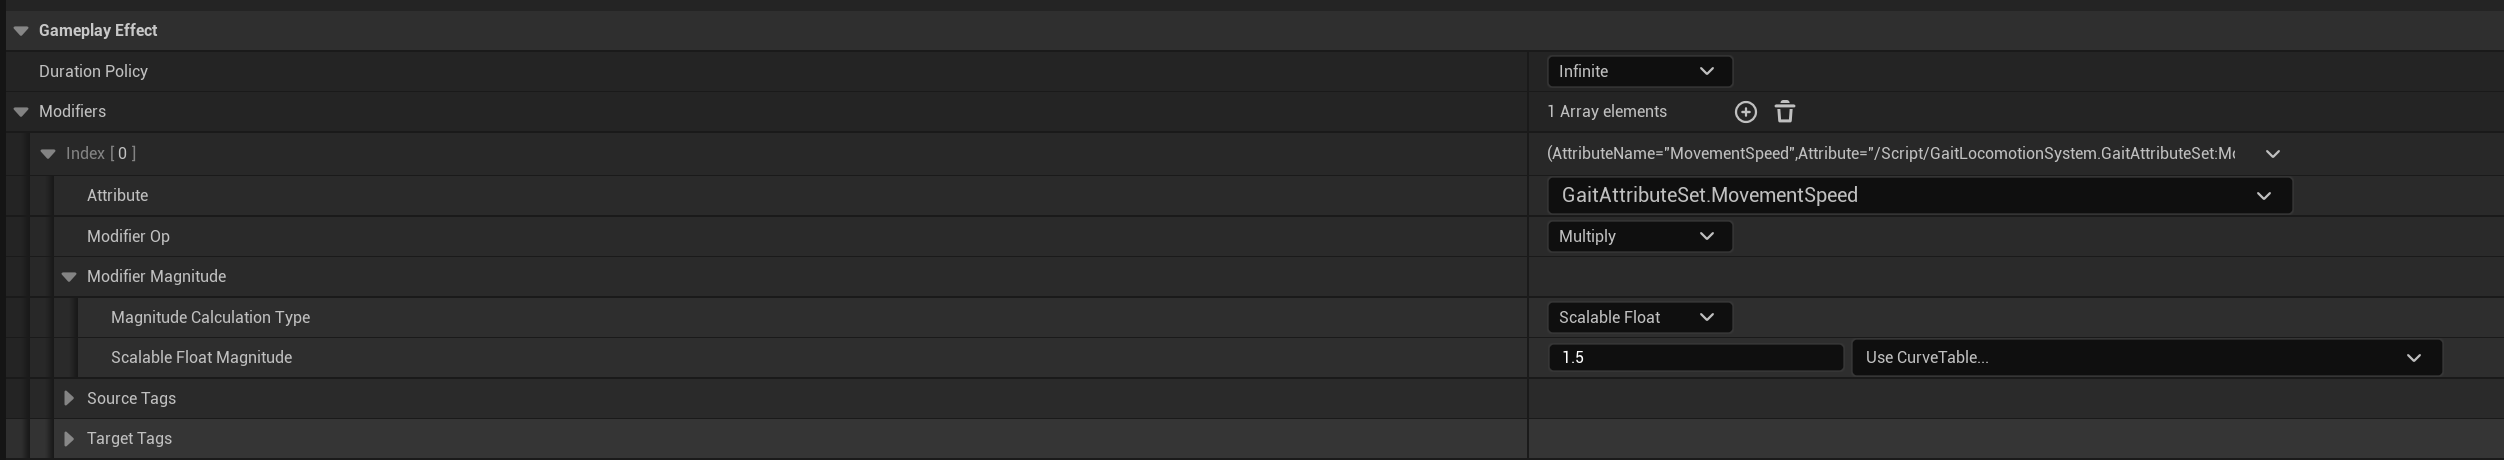 Gameplay Effect
Duration Policy Infinite
Modifiers 1 Array elements
Index [ 0 ] (AttributeName="MovementSpeed",Attribute="/Script/GaitLocomotionSystem.GaitAttributeSet:Mo
Attribute GaitAttributeSet.MovementSpeed
Modifier Op Multiply
Modifier Magnitude
Magnitude Calculation Type Scalable Float
Scalable Float Magnitude 1.5 Use CurveTable...
Source Tags
Target Tags